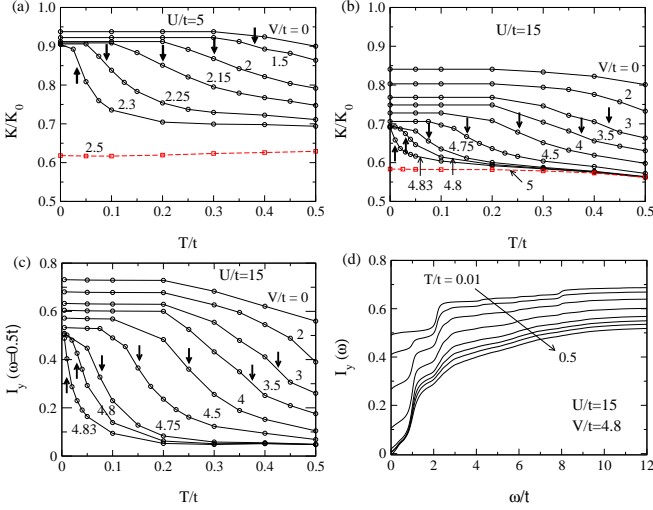 (a)
U/t=5
V/t = 0
1.5
2
2.15
2.25
2.3
2.5
K/K0
1.0
0.9
0.8
0.7
0.6
0.5
0 0.1 0.2 0.3 0.4 0.5
T/t
(b)
U/t=15
V/t= 0
2
3
3.5
4
4.5
4.75
4.83
4.8
5
K/K0
1.0
0.9
0.8
0.7
0.6
0.5
0 0.1 0.2 0.3 0.4 0.5
T/t
(c)
U/t=15
V/t= 0
2
3
3.5
4
4.5
4.75
4.8
4.83
Iy (ω=0.5t)
0.8
0.6
0.4
0.2
0
0 0.1 0.2 0.3 0.4 0.5
T/t
(d)
T/t = 0.01
0.5
U/t=15
V/t=4.8
Iy (ω)
0.8
0.6
0.4
0.2
0.0
0 2 4 6 8 10 12
ω/t